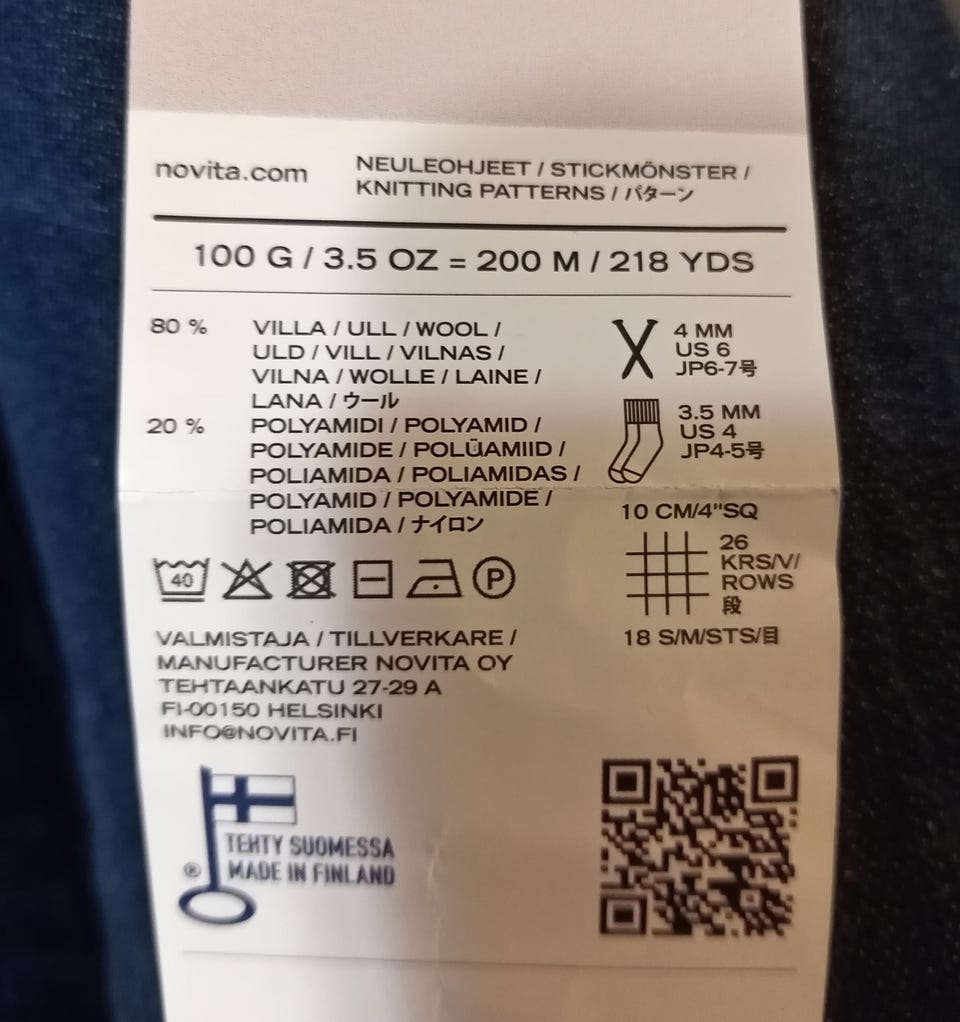 novita.com
NEULEOHJEET / STICKMÖNSTER /
KNITTING PATTERNS / パターン
100 G / 3.5 OZ = 200 M / 218 YDS
80 %
VILLA / ULL / WOOL /
ULD / VILL / VILNAS /
VILNA / WOLLE / LAINE /
LANA / ウール
20 %
POLYAMIDI / POLYAMID /
POLYAMIDE / POLÜAMIID /
POLIAMIDA / POLIAMIDAS /
POLYAMID / POLYAMIDE /
POLIAMIDA / ナイロン
4 MM
US 6
JP6-7号
3.5 MM
US 4
JP4-5号
10 CM/4"SQ
26
KRS/V/
ROWS
段
18 S/M/STS/目
40
P
VALMISTAJA / TILLVERKARE /
MANUFACTURER NOVITA OY
TEHTAANKATU 27-29 A
FI-00150 HELSINKI
INFO@NOVITA.FI
TEHTY SUOMESSA
® MADE IN FINLAND